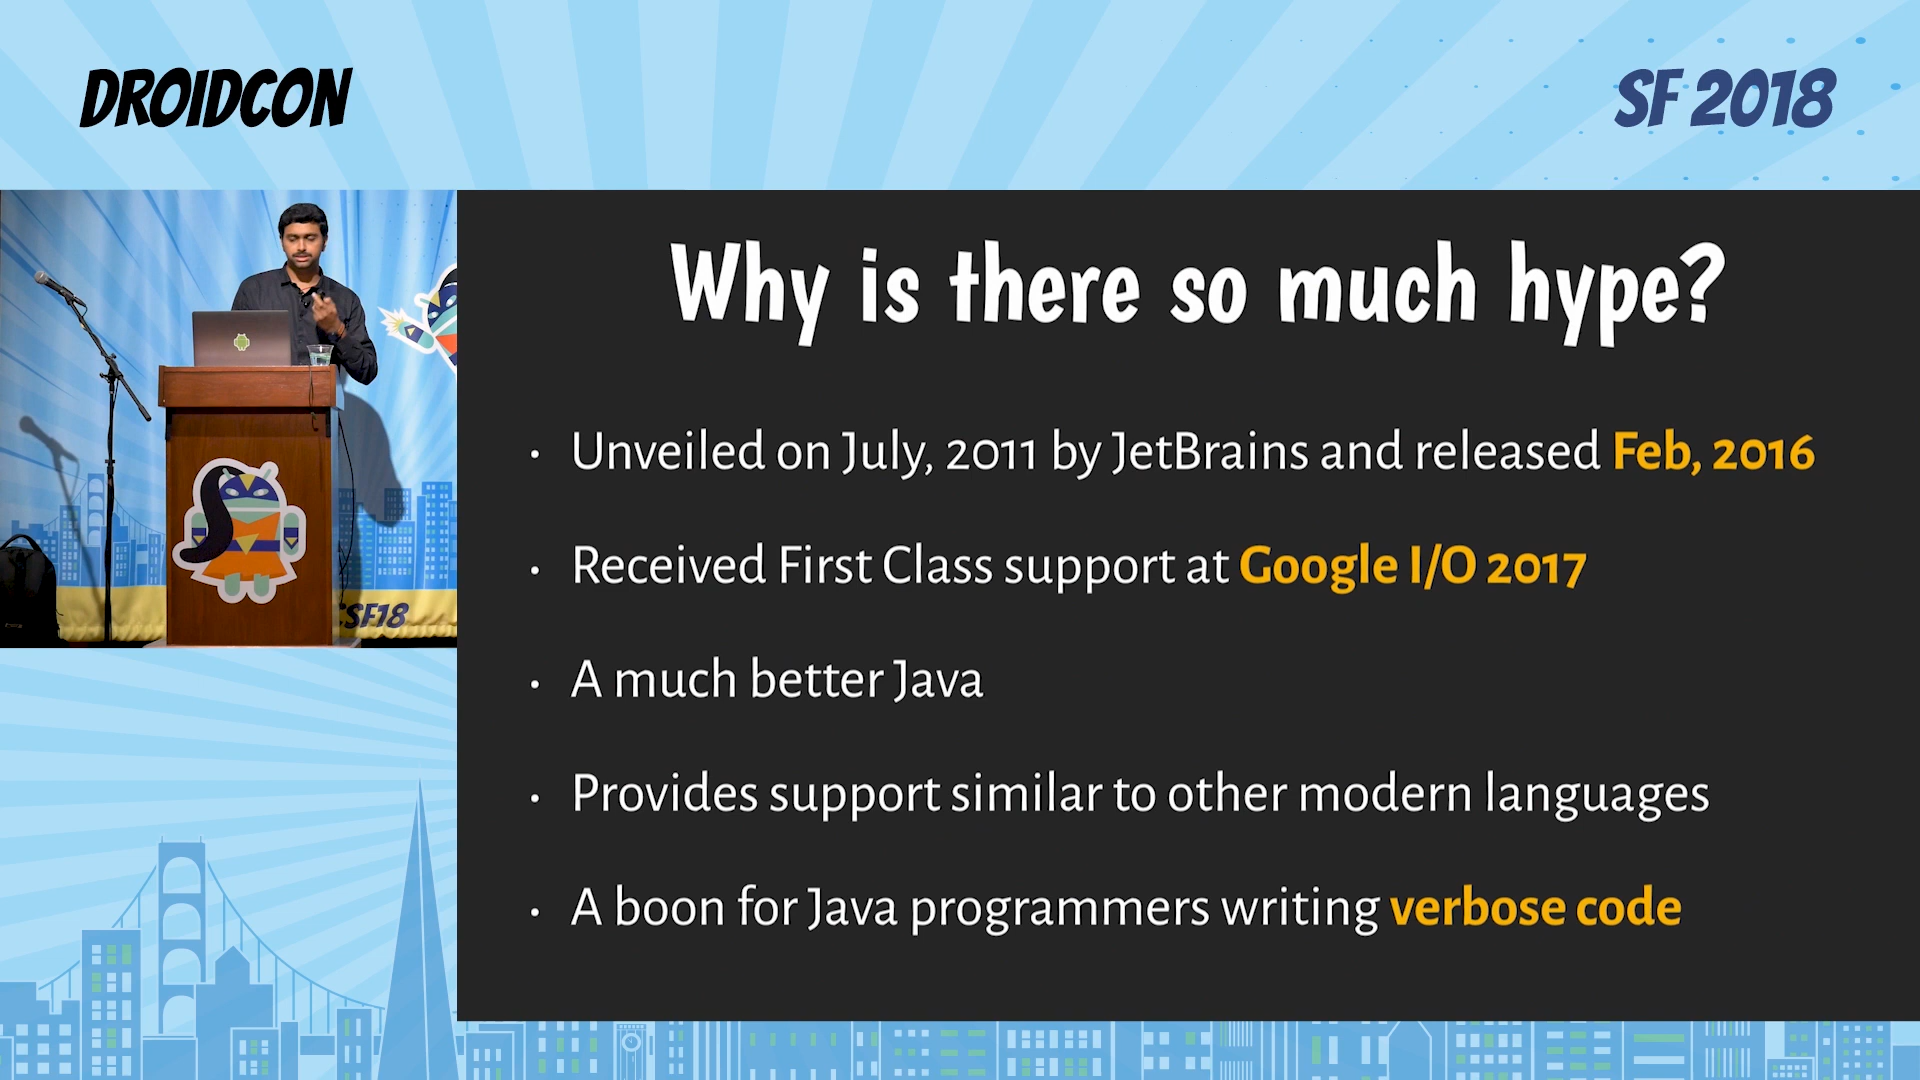 DROIDCON
SF 2018
Why is there so much hype?
• Unveiled on July, 2011 by JetBrains and released Feb, 2016
• Received First Class support at Google I/O 2017
• A much better Java
• Provides support similar to other modern languages
• A boon for Java programmers writing verbose code
CSF18